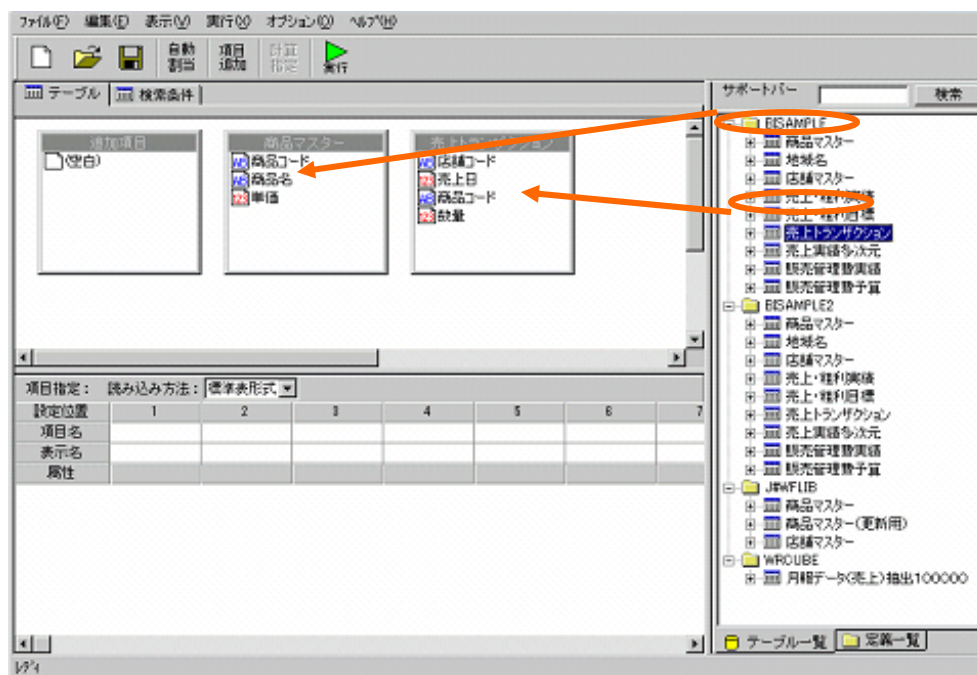 ファイル(F) 編集(E) 表示(V) 実行(X) オプション(O) ヘルプ(H)
自動割当 項目追加 計算指定 実行
テーブル 検索条件
サポートバー 検索
追加項目
(空白)
商品マスター
商品コード
商品名
単価
売上トランザクション
店舗コード
売上日
商品コード
数量
BISAMPLE
商品マスター
地域名
店舗マスター
売上・粗利実績
売上・粗利目標
売上トランザクション
売上実績多次元
販売管理費実績
販売管理費予算
BISAMPLE2
商品マスター
地域名
店舗マスター
売上・粗利実績
売上・粗利目標
売上トランザクション
売上実績多次元
販売管理費実績
販売管理費予算
J#WFLIB
商品マスター
商品マスター(更新用)
店舗マスター
WRCUBE
月報データ(売上)抽出100000
項目指定: 読み込み方法: 標準表形式
設定位置 1 2 3 4 5 6 7
項目名
表示名
属性
テーブル一覧 定義一覧
レディ